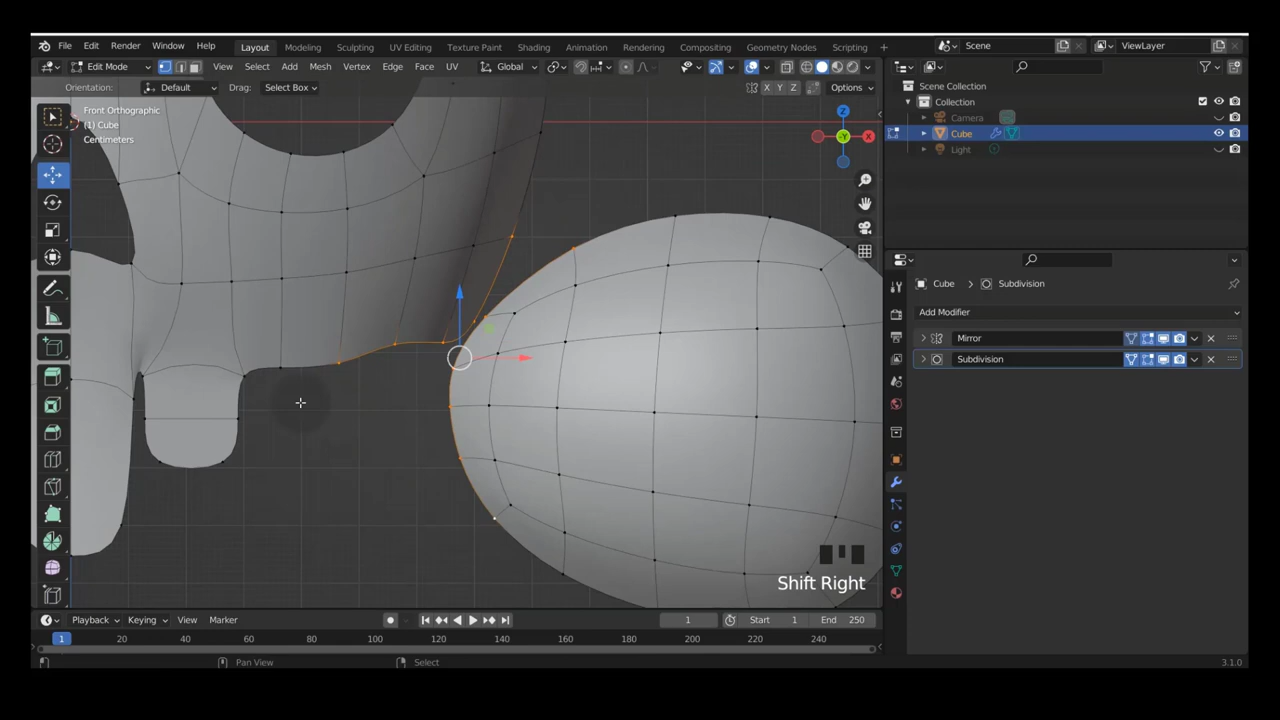 File Edit Render Window Help Layout Modeling Sculpting UV Editing Texture Paint Shading Animation Rendering Compositing Geometry Nodes Scripting + Scene ViewLayer
Edit Mode View Select Add Mesh Vertex Edge Face UV Global
Orientation: Default Drag: Select Box X Y Z Options
Front Orthographic
(1) Cube
Centimeters
Z
-Y
X
Scene Collection
Collection
Camera
Cube
Light
Cube > Subdivision
Add Modifier
Mirror
Subdivision
Shift Right
Playback Keying View Marker 1 Start 1 End 250
1 20 40 60 80 100 120 140 160 180 200 220 240
Pan View Select 3.1.0